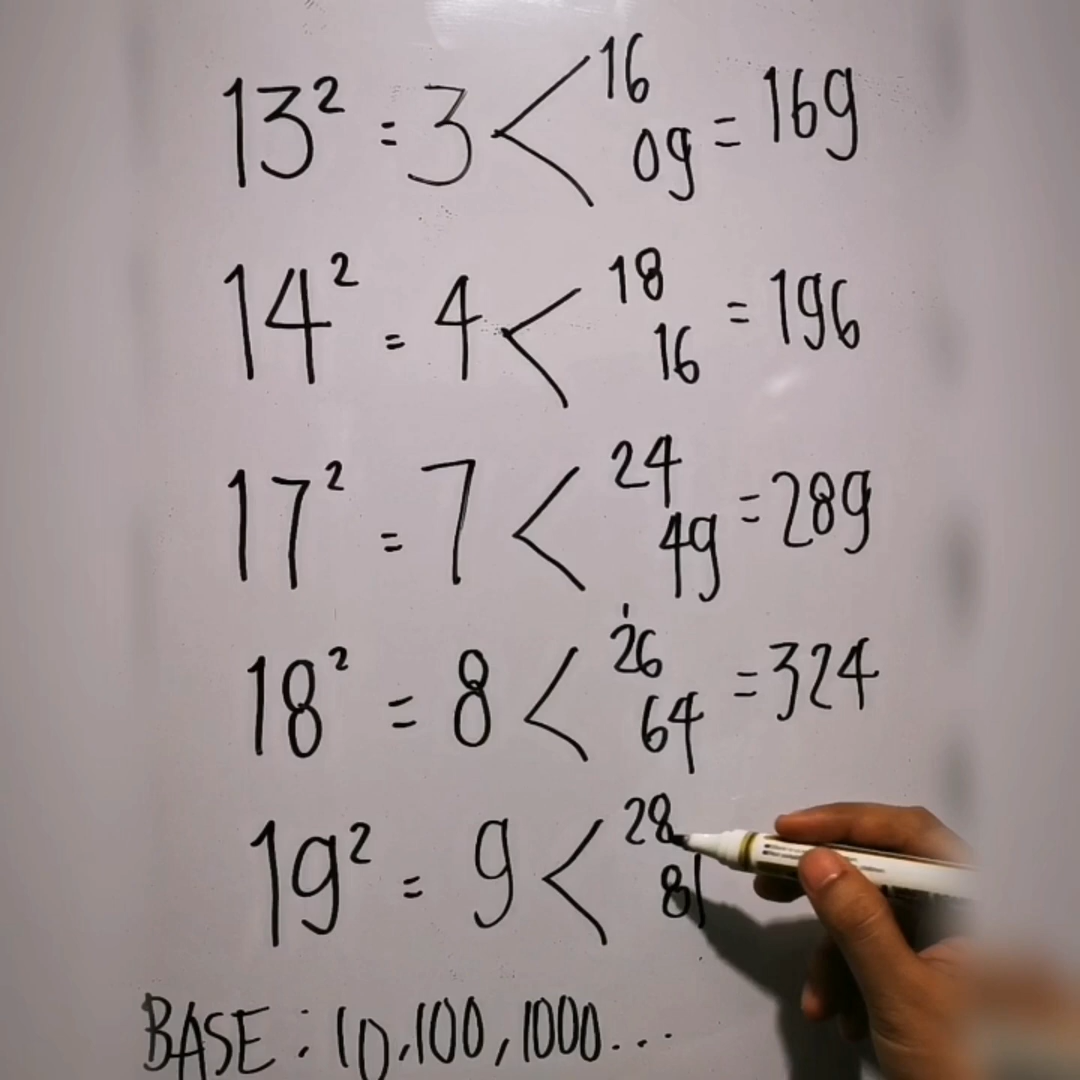 13² = 3 < 16 09 = 169
14² = 4 < 18 16 = 196
17² = 7 < 24 49 = 289
18² = 8 < 2¹6 64 = 324
19² = 9 < 28 81
BASE : 10,100,1000...